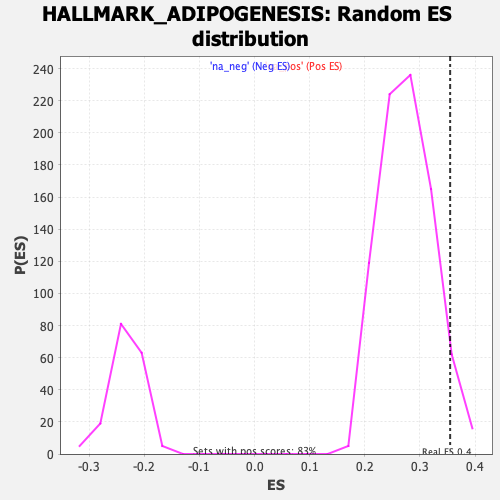 HALLMARK_ADIPOGENESIS: Random ES
distribution
'na_neg' (Neg ES)os' (Pos ES)
240
220
200
180
160
140
120
100
80
60
40
20
0
P(ES)
Sets with pos scores: 83%
Real ES 0.4
-0.3 -0.2 -0.1 0.0 0.1 0.2 0.3 0.4
ES